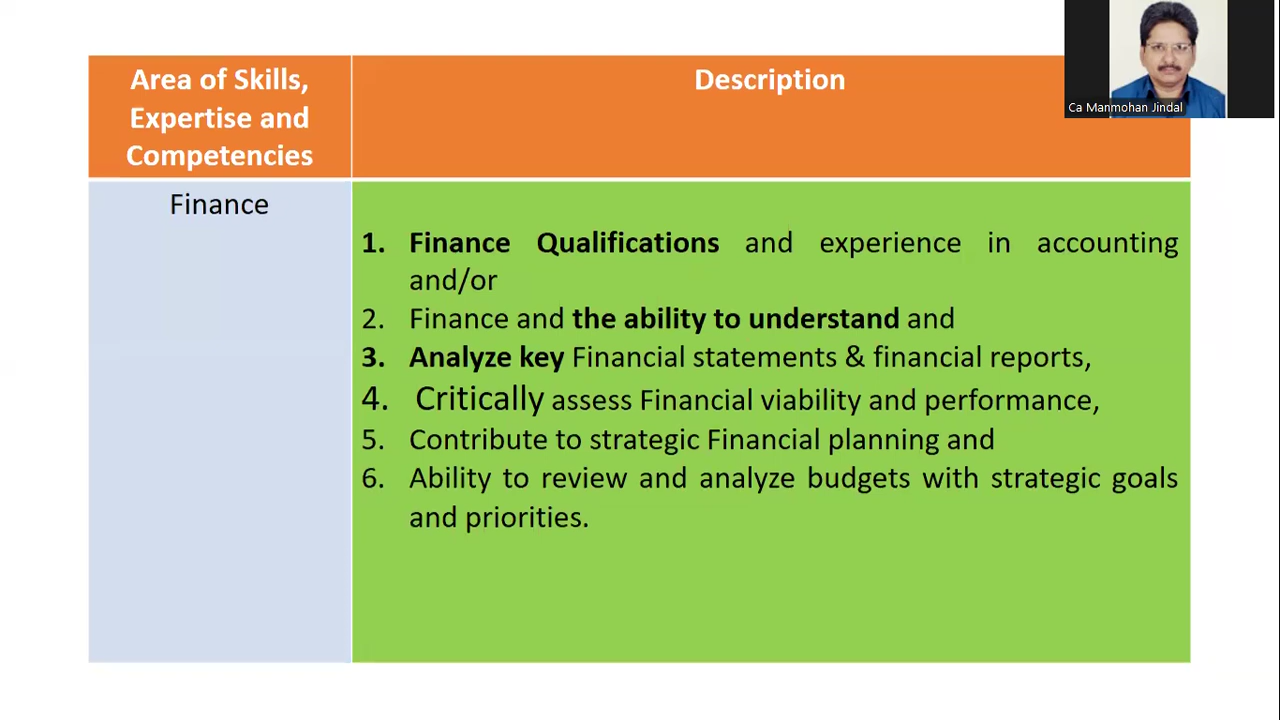 Area of Skills,
Expertise and
Competencies
Description
Ca Manmohan Jindal
Finance
1. Finance Qualifications and experience in accounting
and/or
2. Finance and the ability to understand and
3. Analyze key Financial statements & financial reports,
4. Critically assess Financial viability and performance,
5. Contribute to strategic Financial planning and
6. Ability to review and analyze budgets with strategic goals
and priorities.